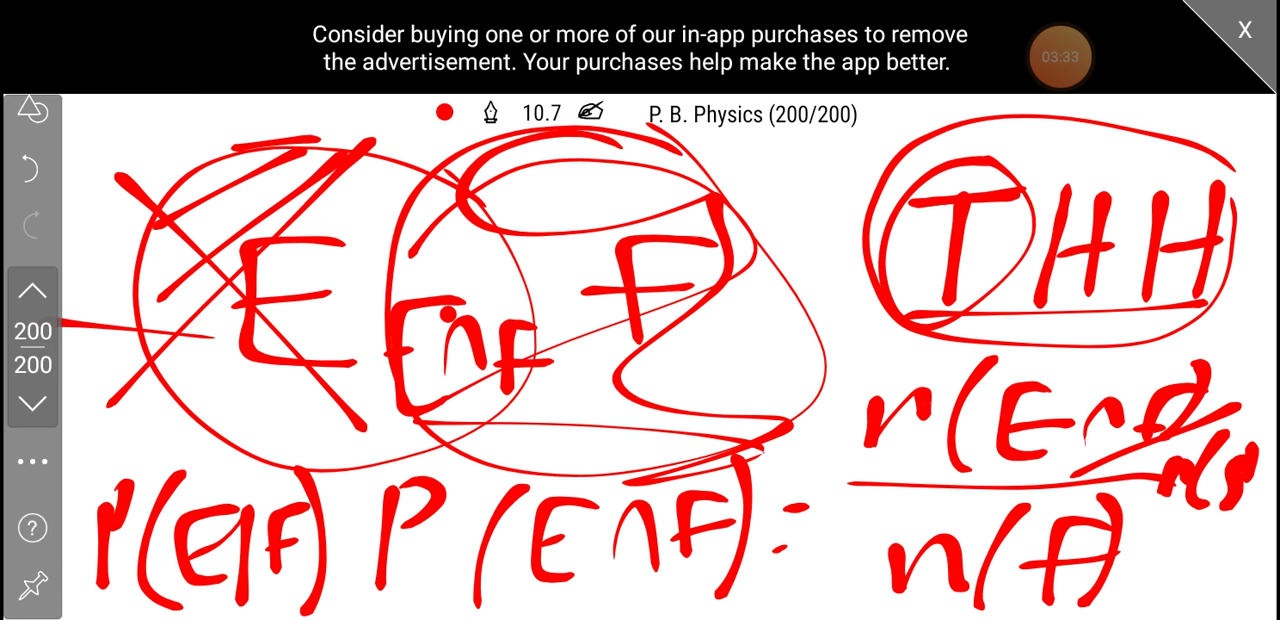 Consider buying one or more of our in-app purchases to remove
the advertisement. Your purchases help make the app better.
03:33
X
10.7 P. B. Physics (200/200)
E F
E∩F
THH
200
200
n(E∩F)/n(S)
n(F)
P(E|F) P(E∩F) =
?